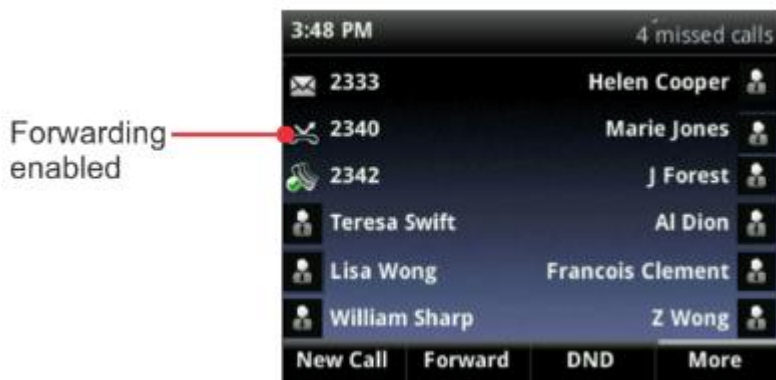 3:48 PM 4 missed calls
2333 Helen Cooper
Forwarding
enabled
2340 Marie Jones
2342 J Forest
Teresa Swift Al Dion
Lisa Wong Francois Clement
William Sharp Z Wong
New Call Forward DND More